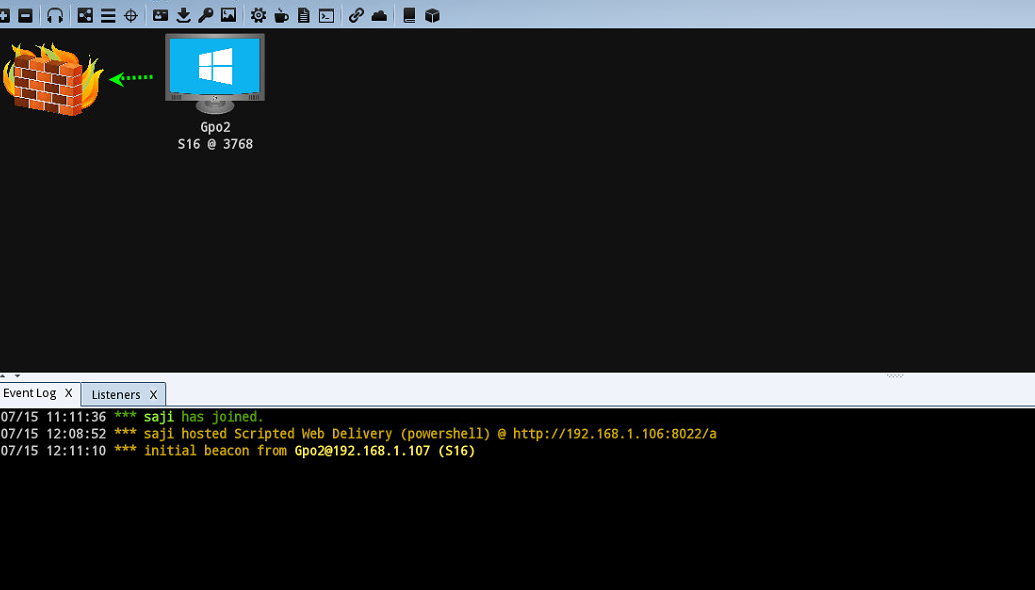 Gpo2
S16 @ 3768
Event Log X
Listeners X
07/15 11:11:36 *** saji has joined.
07/15 12:08:52 *** saji hosted Scripted Web Delivery (powershell) @ http://192.168.1.106:8022/a
07/15 12:11:10 *** initial beacon from Gpo2@192.168.1.107 (S16)